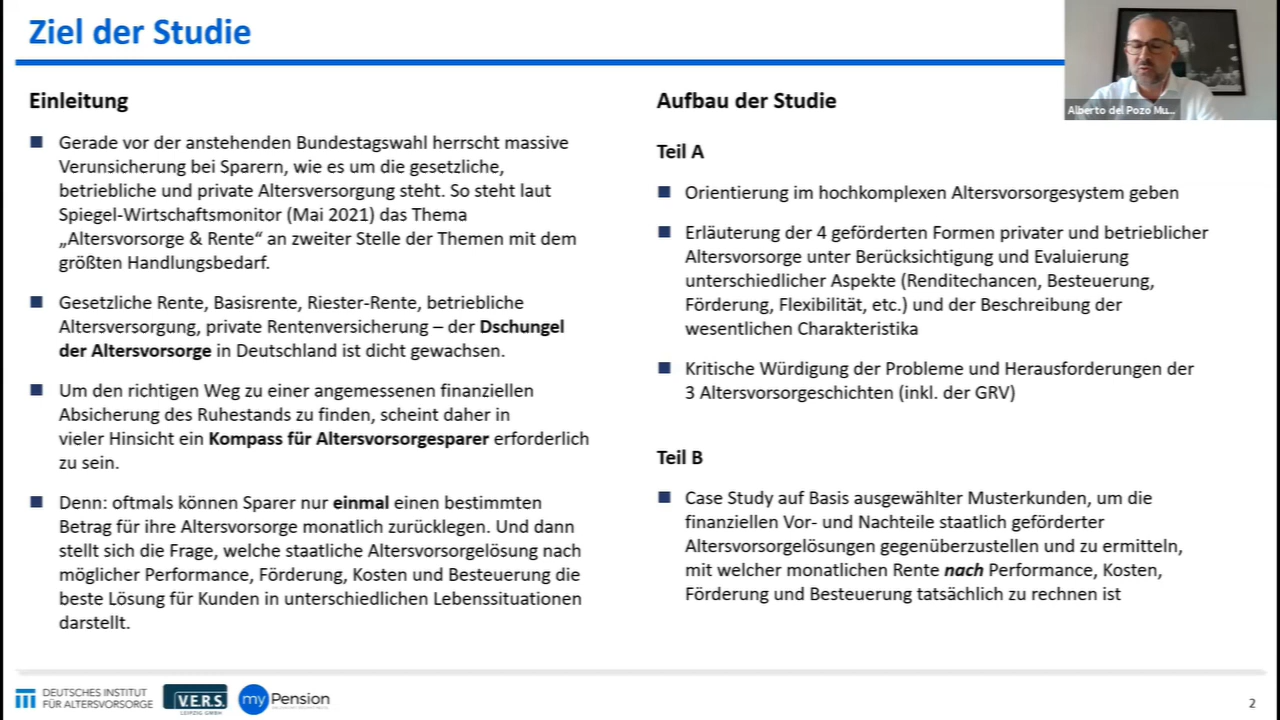 Ziel der Studie
Einleitung
Gerade vor der anstehenden Bundestagswahl herrscht massive
Verunsicherung bei Sparern, wie es um die gesetzliche,
betriebliche und private Altersversorgung steht. So steht laut
Spiegel-Wirtschaftsmonitor (Mai 2021) das Thema
„Altersvorsorge & Rente“ an zweiter Stelle der Themen mit dem
größten Handlungsbedarf.
Gesetzliche Rente, Basisrente, Riester-Rente, betriebliche
Altersversorgung, private Rentenversicherung – der Dschungel
der Altersvorsorge in Deutschland ist dicht gewachsen.
Um den richtigen Weg zu einer angemessenen finanziellen
Absicherung des Ruhestands zu finden, scheint daher in
vieler Hinsicht ein Kompass für Altersvorsorgesparer erforderlich
zu sein.
Denn: oftmals können Sparer nur einmal einen bestimmten
Betrag für ihre Altersvorsorge monatlich zurücklegen. Und dann
stellt sich die Frage, welche staatliche Altersvorsorgelösung nach
möglicher Performance, Förderung, Kosten und Besteuerung die
beste Lösung für Kunden in unterschiedlichen Lebenssituationen
darstellt.
Aufbau der Studie
Teil A
Orientierung im hochkomplexen Altersvorsorgesystem geben
Erläuterung der 4 geförderten Formen privater und betrieblicher
Altersvorsorge unter Berücksichtigung und Evaluierung
unterschiedlicher Aspekte (Renditechancen, Besteuerung,
Förderung, Flexibilität, etc.) und der Beschreibung der
wesentlichen Charakteristika
Kritische Würdigung der Probleme und Herausforderungen der
3 Altersvorsorgeschichten (inkl. der GRV)
Teil B
Case Study auf Basis ausgewählter Musterkunden, um die
finanziellen Vor- und Nachteile staatlich geförderter
Altersvorsorgelösungen gegenüberzustellen und zu ermitteln,
mit welcher monatlichen Rente nach Performance, Kosten,
Förderung und Besteuerung tatsächlich zu rechnen ist
Alberto del Pozo Mu...
DEUTSCHES INSTITUT
FÜR ALTERSVORSORGE
V.E.R.S.
LEIPZIG GMBH
myPension
2